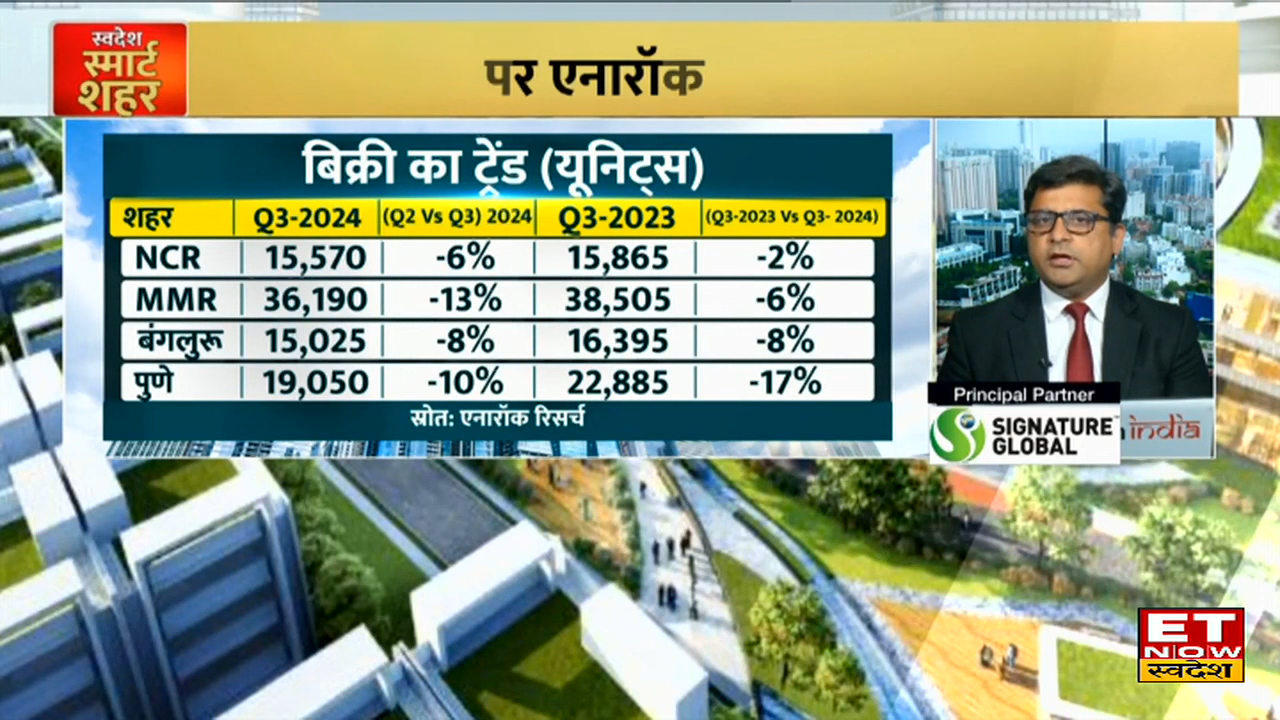 स्वदेश
स्मार्ट
शहर
पर एनारॉक
बिक्री का ट्रेंड (यूनिट्स)
शहर Q3-2024 (Q2 Vs Q3) 2024 Q3-2023 (Q3-2023 Vs Q3- 2024)
NCR 15,570 -6% 15,865 -2%
MMR 36,190 -13% 38,505 -6%
बंगलुरू 15,025 -8% 16,395 -8%
पुणे 19,050 -10% 22,885 -17%
स्रोत: एनारॉक रिसर्च
Principal Partner
SIGNATURE
GLOBAL
india
ET
NOW
स्वदेश